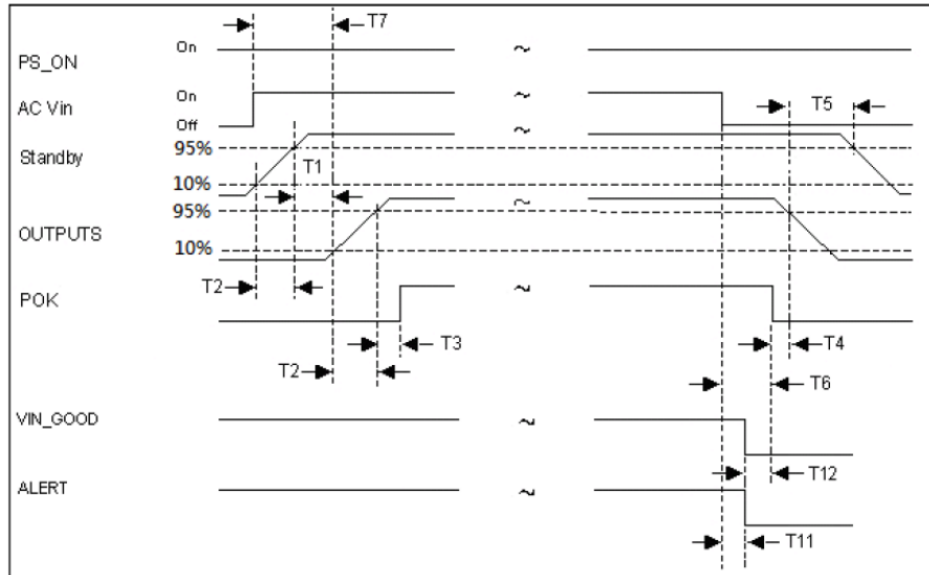 T7
PS_ON On
AC Vin On
Off
T5
Standby 95%
T1
10%
95%
OUTPUTS
10%
T2
POK
T3
T4
T2
T6
VIN_GOOD
T12
ALERT
T11